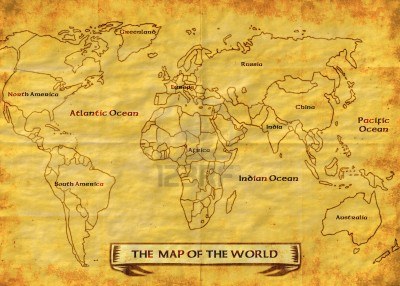 Greenland
Russia
North America
Europe
China
Atlantic Ocean
Pacific
Ocean
India
Africa
Indian Ocean
South America
Australia
THE MAP OF THE WORLD